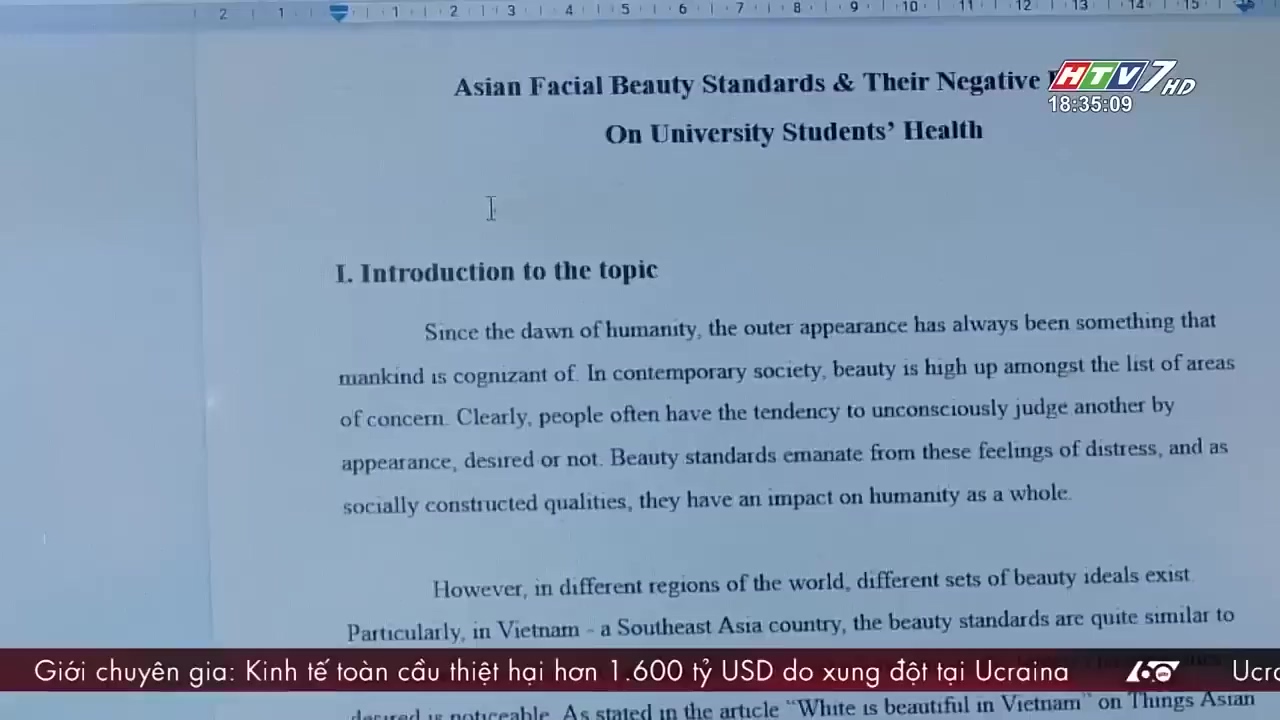 2 1 1 2 3 4 5 6 7 8 9 10 11 12 13 14 15
Asian Facial Beauty Standards & Their Negative
HTV7 HD
18:35:09
On University Students' Health
I. Introduction to the topic
Since the dawn of humanity, the outer appearance has always been something that
mankind is cognizant of. In contemporary society, beauty is high up amongst the list of areas
of concern. Clearly, people often have the tendency to unconsciously judge another by
appearance, desired or not. Beauty standards emanate from these feelings of distress, and as
socially constructed qualities, they have an impact on humanity as a whole.
However, in different regions of the world, different sets of beauty ideals exist.
Particularly, in Vietnam - a Southeast Asia country, the beauty standards are quite similar to
Giới chuyên gia: Kinh tế toàn cầu thiệt hại hơn 1.600 tỷ USD do xung đột tại Ucraina 60 Ucra
desired is noticeable. As stated in the article "White is beautiful in Vietnam" on Things Asian